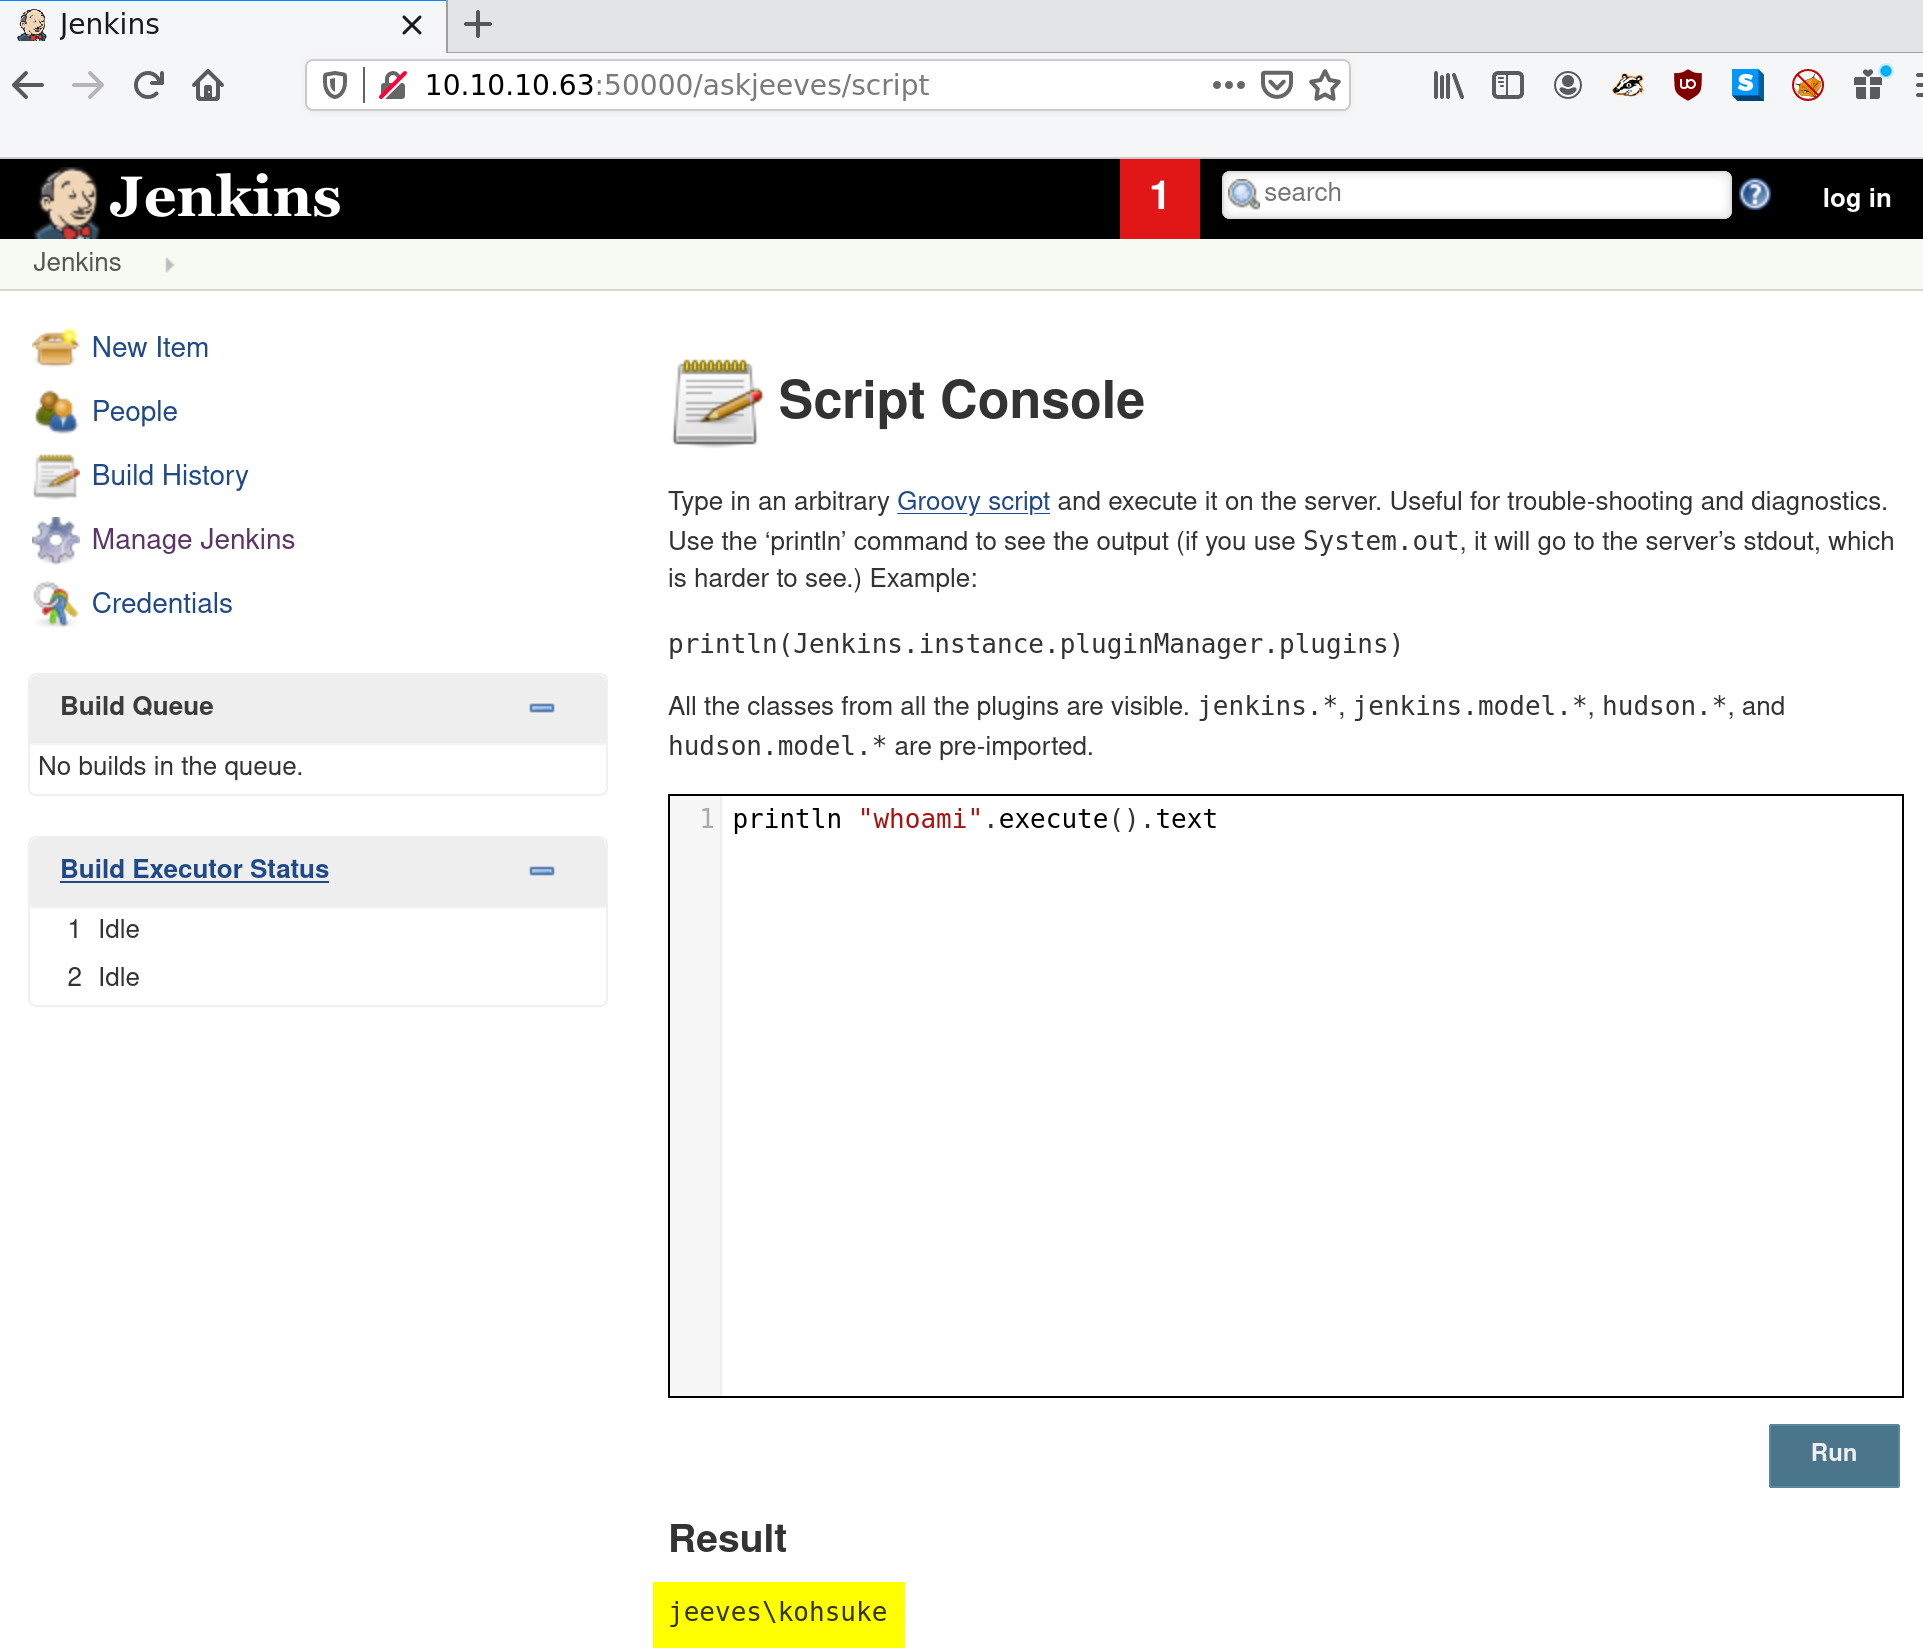 Jenkins
10.10.10.63:50000/askjeeves/script
Jenkins
1
search
log in
Jenkins
New Item
People
Build History
Manage Jenkins
Credentials
Build Queue
No builds in the queue.
Build Executor Status
1 Idle
2 Idle
Script Console
Type in an arbitrary Groovy script and execute it on the server. Useful for trouble-shooting and diagnostics.
Use the ‘println’ command to see the output (if you use System.out, it will go to the server’s stdout, which
is harder to see.) Example:
println(Jenkins.instance.pluginManager.plugins)
All the classes from all the plugins are visible. jenkins.*, jenkins.model.*, hudson.*, and
hudson.model.* are pre-imported.
1 println "whoami".execute().text
Run
Result
jeeves\kohsuke